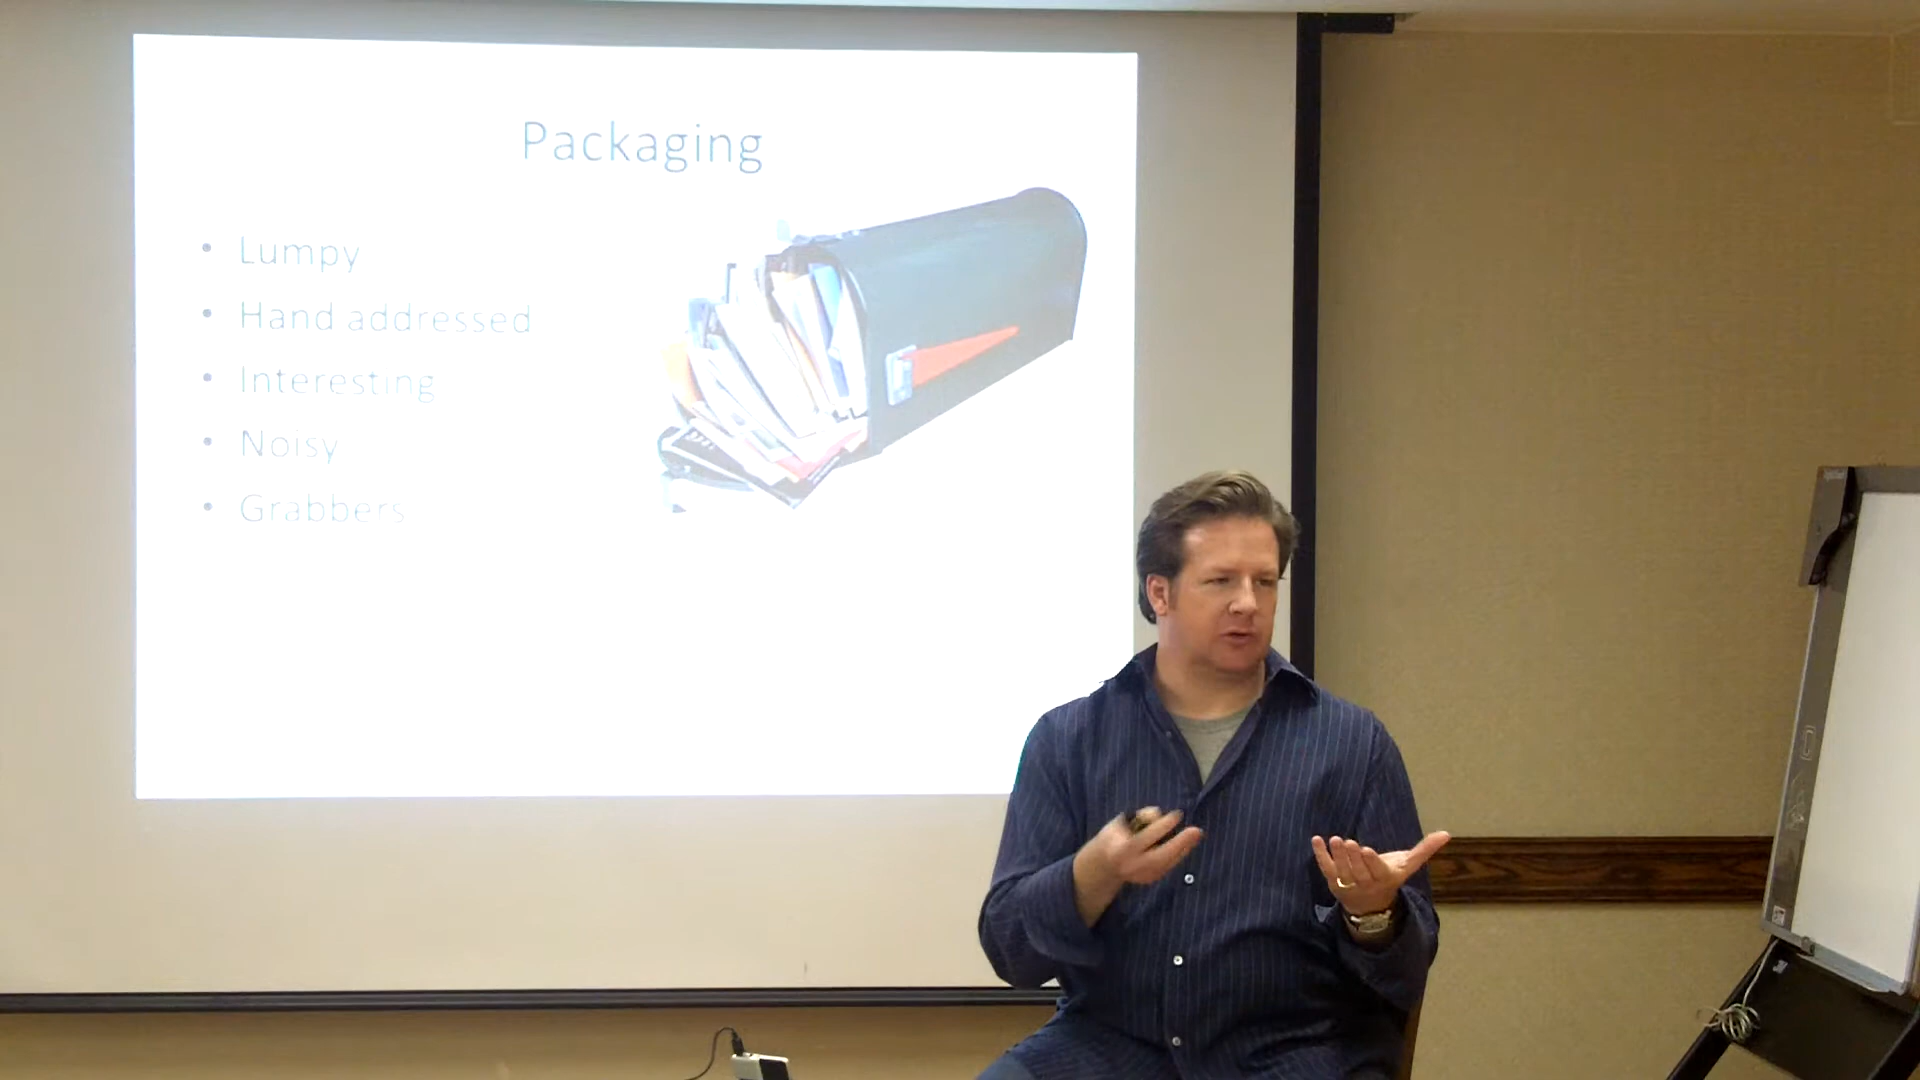 Packaging
• Lumpy
• Hand addressed
• Interesting
• Noisy
• Grabbers